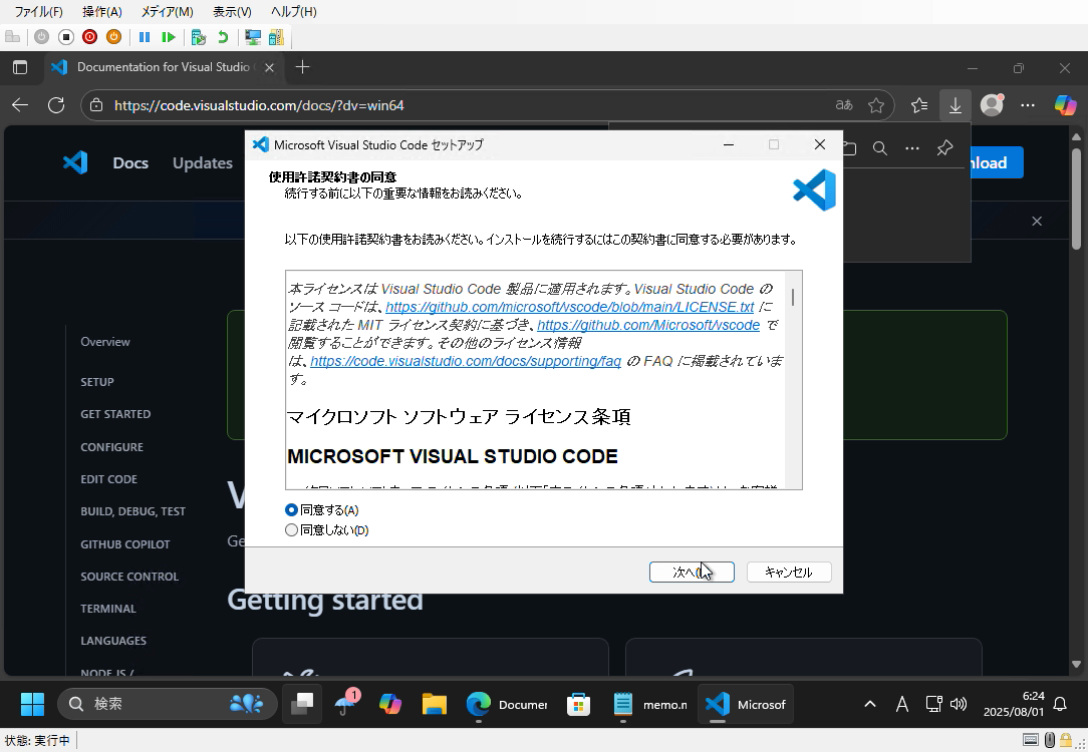 ファイル(F) 操作(A) メディア(M) 表示(V) ヘルプ(H)
Documentation for Visual Studio
https://code.visualstudio.com/docs/?dv=win64
Docs Updates
Microsoft Visual Studio Code セットアップ
使用許諾契約書の同意
続行する前に以下の重要な情報をお読みください。
以下の使用許諾契約書をお読みください。インストールを続行するにはこの契約書に同意する必要があります。
本ライセンスは Visual Studio Code 製品に適用されます。Visual Studio Code の
ソース コードは、https://github.com/microsoft/vscode/blob/main/LICENSE.txt に
記載された MIT ライセンス契約に基づき、https://github.com/Microsoft/vscode で
閲覧することができます。その他のライセンス情報
は、https://code.visualstudio.com/docs/supporting/faq の FAQ に掲載されていま
す。
マイクロソフト ソフトウェア ライセンス条項
MICROSOFT VISUAL STUDIO CODE
同意する(A)
同意しない(D)
次へ
キャンセル
Overview
SETUP
GET STARTED
CONFIGURE
EDIT CODE
BUILD, DEBUG, TEST
GITHUB COPILOT
SOURCE CONTROL
TERMINAL
LANGUAGES
NODE.JS /
Getting started
検索
1
Documer
memo.n
Microsof
A
6:24
2025/08/01
状態: 実行中